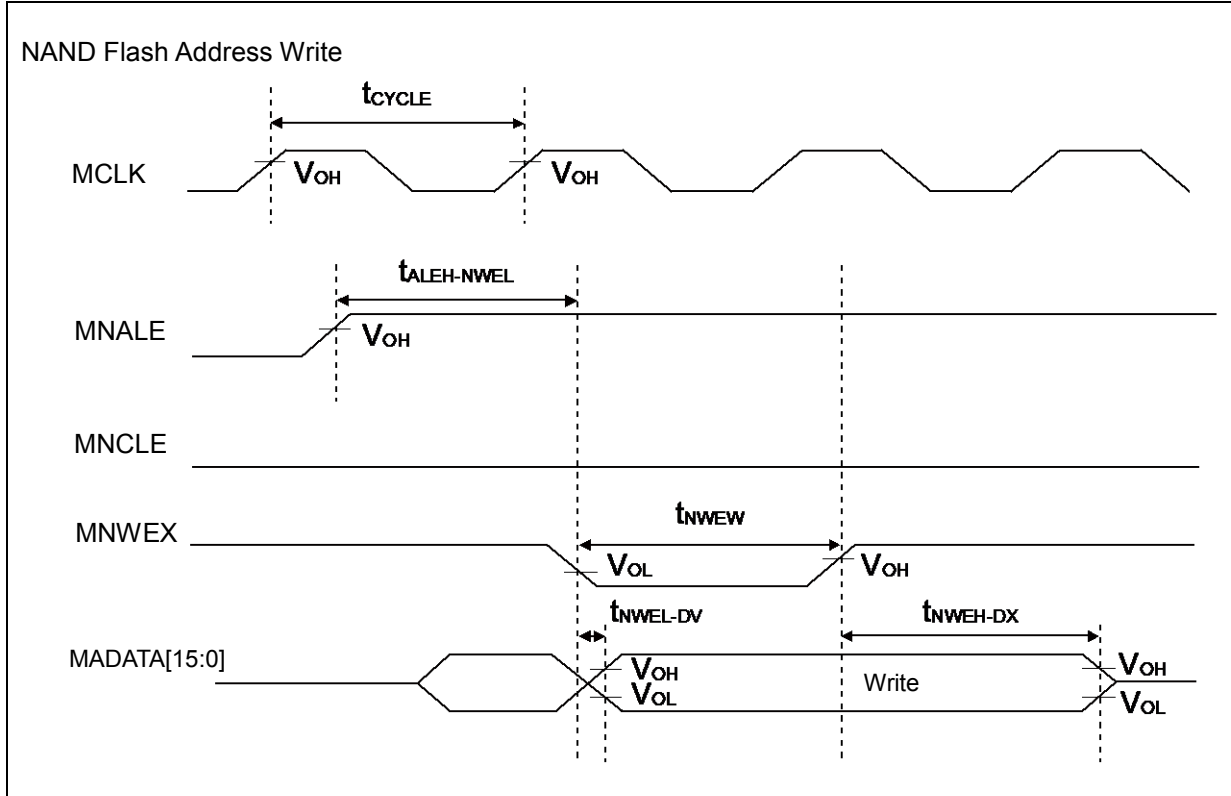 NAND Flash Address Write
tCYCLE
MCLK
VOH
VOH
tALEH-NWEL
MNALE
VOH
MNCLE
tNWEW
MNWEX
VOL
VOH
tNWEL-DV
tNWEH-DX
MADATA[15:0]
VOH
VOL
Write
VOH
VOL